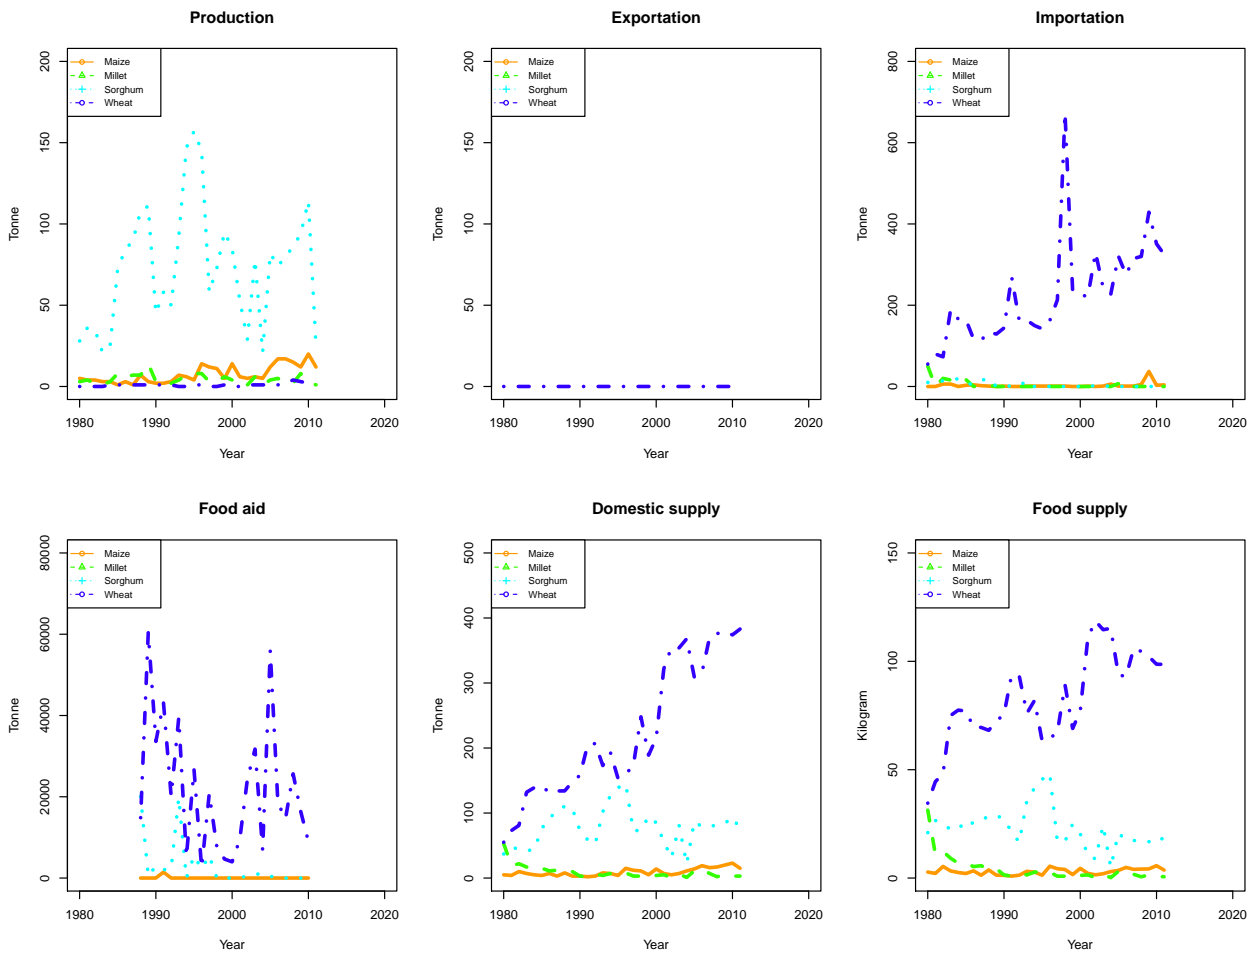 Production
Tonne
200
150
100
50
0
Maize
Millet
Sorghum
Wheat
1980
1990
2000
2010
2020
Year
Exportation
Tonne
200
150
100
50
0
Maize
Millet
Sorghum
Wheat
1980
1990
2000
2010
2020
Year
Importation
Tonne
800
600
400
200
0
Maize
Millet
Sorghum
Wheat
1980
1990
2000
2010
2020
Year
Food aid
Tonne
80000
60000
40000
20000
0
Maize
Millet
Sorghum
Wheat
1980
1990
2000
2010
2020
Year
Domestic supply
Tonne
500
400
300
200
100
0
Maize
Millet
Sorghum
Wheat
1980
1990
2000
2010
2020
Year
Food supply
Kilogram
150
100
50
0
Maize
Millet
Sorghum
Wheat
1980
1990
2000
2010
2020
Year